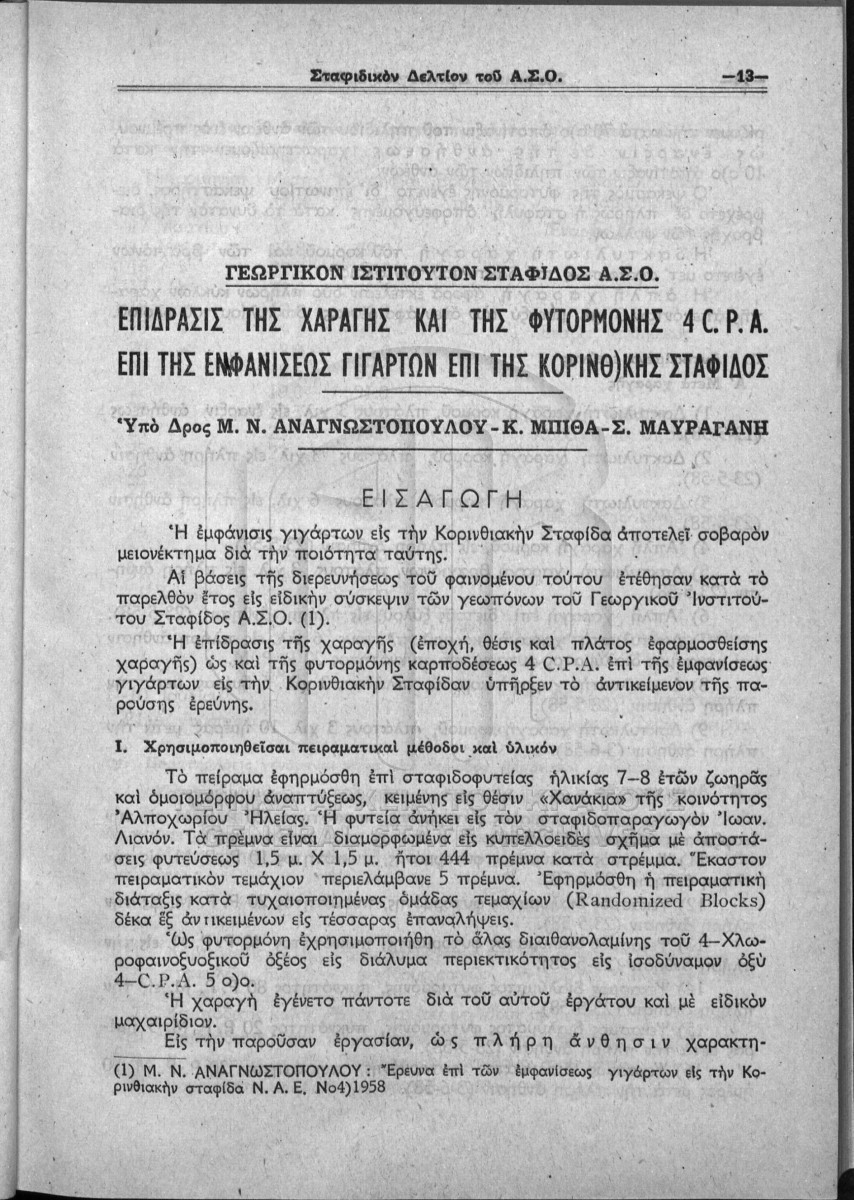 Σταφιδικὸν Δελτίον τοῦ Α.Σ.Ο. —13—
ΓΕΩΡΓΙΚΟΝ ΙΣΤΙΤΟΥΤΟΝ ΣΤΑΦΙΔΟΣ Α.Σ.Ο.
ΕΠΙΔΡΑΣΙΣ ΤΗΣ ΧΑΡΑΓΗΣ ΚΑΙ ΤΗΣ ΦΥΤΟΡΜΟΝΗΣ 4 C. P. A.
ΕΠΙ ΤΗΣ ΕΜΦΑΝΙΣΕΩΣ ΓΙΓΑΡΤΩΝ ΕΠΙ ΤΗΣ ΚΟΡΙΝΘ)ΚΗΣ ΣΤΑΦΙΔΟΣ
Ὑπὸ Δρος Μ. Ν. ΑΝΑΓΝΩΣΤΟΠΟΥΛΟΥ - Κ. ΜΠΙΘΑ - Σ. ΜΑΥΡΑΓΑΝΗ
ΕΙΣΑΓΩΓΗ
Ἡ ἐμφάνισις γιγάρτων εἰς τὴν Κορινθιακὴν Σταφίδα ἀποτελεῖ σοβαρὸν
μειονέκτημα διὰ τὴν ποιότητα ταύτης.
Αἱ βάσεις τῆς διερευνήσεως τοῦ φαινομένου τούτου ἐτέθησαν κατὰ τὸ
παρελθὸν ἔτος εἰς εἰδικὴν σύσκεψιν τῶν γεωπόνων τοῦ Γεωργικοῦ Ἰνστιτού-
του Σταφίδος Α.Σ.Ο. (1).
Ἡ ἐπίδρασις τῆς χαραγῆς (ἐποχή, θέσις καὶ πλάτος ἐφαρμοσθείσης
χαραγῆς) ὡς καὶ τῆς φυτορμόνης καρποδέσεως 4 C.P.A. ἐπὶ τῆς ἐμφανίσεως
γιγάρτων εἰς τὴν Κορινθιακὴν Σταφίδαν ὑπῆρξεν τὸ ἀντικείμενον τῆς πα-
ρούσης ἐρεύνης.
I. Χρησιμοποιηθεῖσαι πειραματικαὶ μέθοδοι καὶ ὑλικόν
Τὸ πείραμα ἐφηρμόσθη ἐπὶ σταφιδοφυτείας ἡλικίας 7–8 ἐτῶν ζωηρᾶς
καὶ ὁμοιομόρφου ἀναπτύξεως, κειμένης εἰς θέσιν «Χανάκια» τῆς κοινότητος
Ἀλποχωρίου Ἠλείας. Ἡ φυτεία ἀνήκει εἰς τὸν σταφιδοπαραγωγὸν Ἰωαν.
Λιανόν. Τὰ πρέμνα εἶναι διαμορφωμένα εἰς κυπελλοειδὲς σχῆμα μὲ ἀποστά-
σεις φυτεύσεως 1,5 μ. Χ 1,5 μ. ἤτοι 444 πρέμνα κατὰ στρέμμα. Ἕκαστον
πειραματικὸν τεμάχιον περιελάμβανε 5 πρέμνα. Ἐφηρμόσθη ἡ πειραματικὴ
διάταξις κατὰ τυχαιοποιημένας ὁμάδας τεμαχίων (Randomized Blocks)
δέκα ἓξ ἀντικειμένων εἰς τέσσαρας ἐπαναλήψεις.
Ὡς φυτορμόνη ἐχρησιμοποιήθη τὸ ἅλας διαιθανολαμίνης τοῦ 4–Χλω-
ροφαινοξυοξικοῦ ὀξέος εἰς διάλυμα περιεκτικότητος εἰς ἰσοδύναμον ὀξὺ
4–C.P.A. 5 ο)ο.
Ἡ χαραγὴ ἐγένετο πάντοτε διὰ τοῦ αὐτοῦ ἐργάτου καὶ μὲ εἰδικὸν
μαχαιρίδιον.
Εἰς τὴν παροῦσαν ἐργασίαν, ὡς πλήρη ἄνθησιν χαρακτη-
(1) Μ. Ν. ΑΝΑΓΝΩΣΤΟΠΟΥΛΟΥ : Ἔρευνα ἐπὶ τῶν ἐμφανίσεως γιγάρτων εἰς τὴν Κο-
ρινθιακὴν σταφίδα Ν. Α. Ε. Νο4)1958